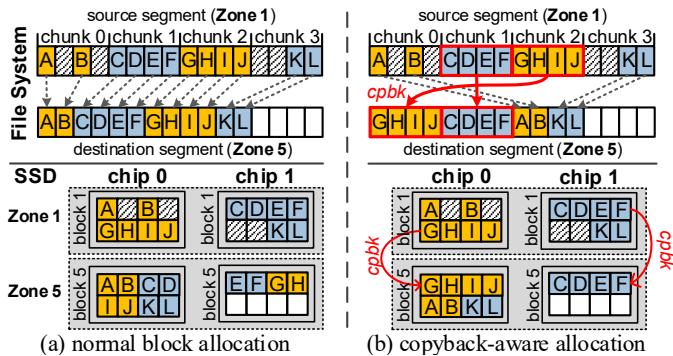 source segment (Zone 1)
chunk 0 chunk 1 chunk 2 chunk 3
A B C D E F G H I J K L
File System
A B C D E F G H I J K L
destination segment (Zone 5)
SSD chip 0 chip 1
Zone 1
block 1
A B
G H I J
block 1
C D E F
K L
Zone 5
block 5
A B C D
I J K L
block 5
E F G H
(a) normal block allocation
source segment (Zone 1)
chunk 0 chunk 1 chunk 2 chunk 3
A B C D E F G H I J K L
cpbk
G H I J C D E F A B K L
destination segment (Zone 5)
chip 0 chip 1
block 1
A B
G H I J
block 1
C D E F
K L
cpbk
cpbk
block 5
G H I J
A B K L
block 5
C D E F
(b) copyback-aware allocation